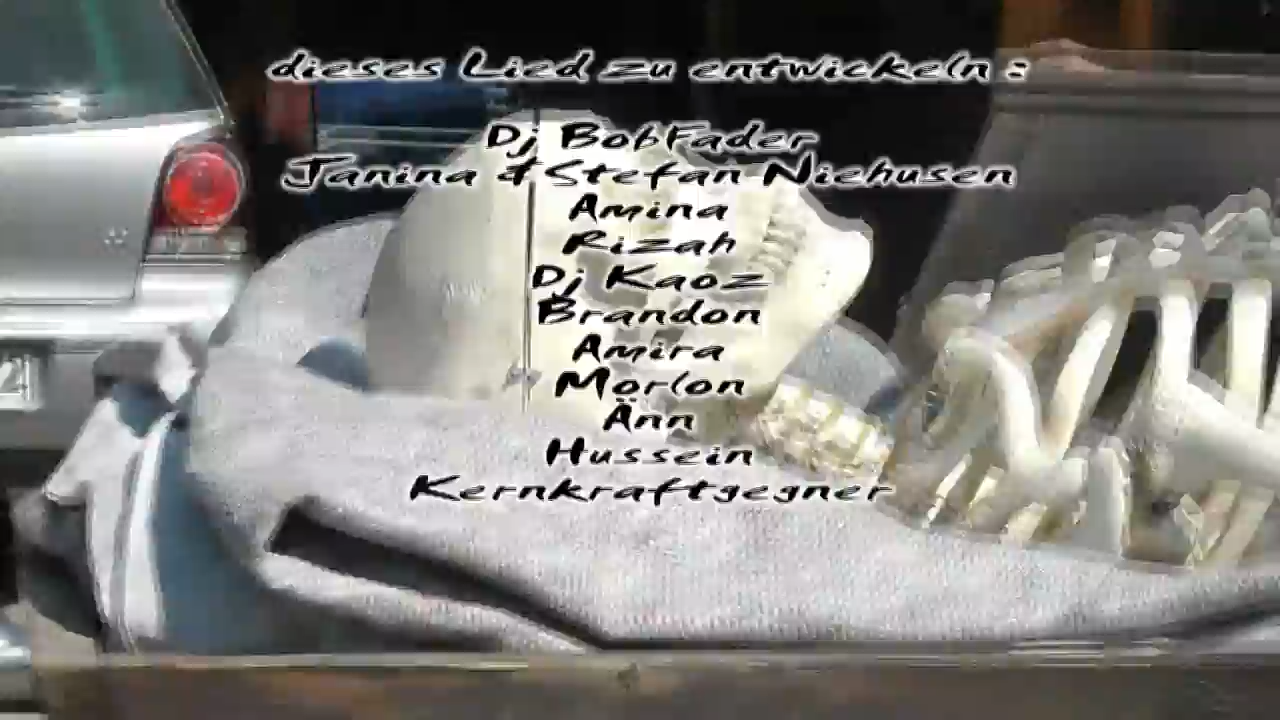 dieses Lied zu entwickeln :
Dj BobFader
Janina & Stefan Niehusen
Amina
Rizah
Dj Kaoz
Brandon
Amira
Morlon
Änn
Hussein
Kernkraftgegner